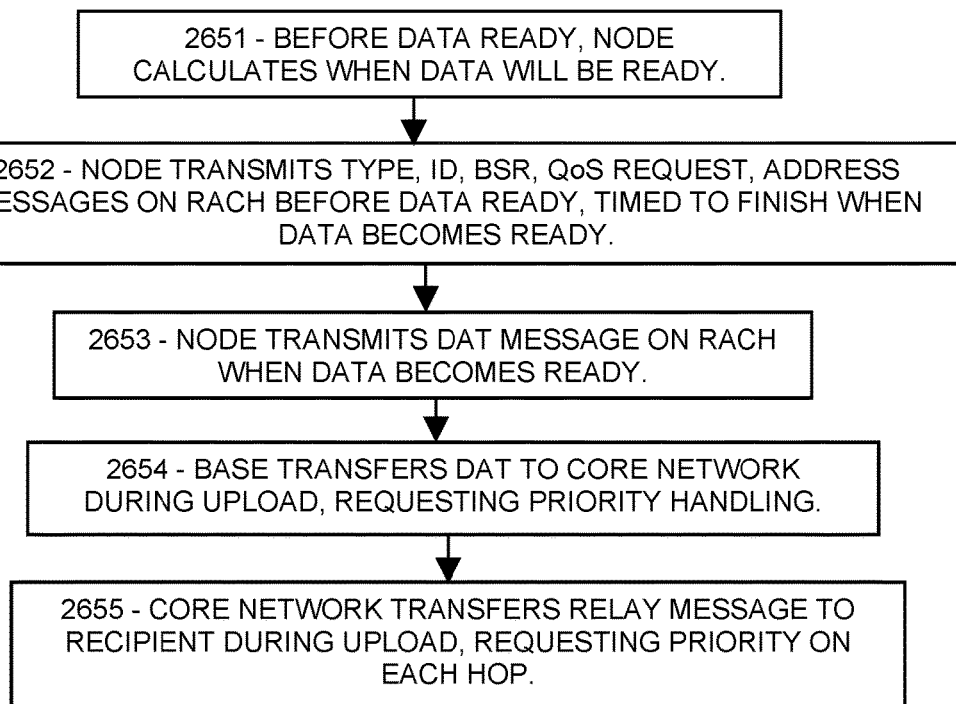 2651 - BEFORE DATA READY, NODE
CALCULATES WHEN DATA WILL BE READY.
2652 - NODE TRANSMITS TYPE, ID, BSR, QoS REQUEST, ADDRESS
MESSAGES ON RACH BEFORE DATA READY, TIMED TO FINISH WHEN
DATA BECOMES READY.
2653 - NODE TRANSMITS DAT MESSAGE ON RACH
WHEN DATA BECOMES READY.
2654 - BASE TRANSFERS DAT TO CORE NETWORK
DURING UPLOAD, REQUESTING PRIORITY HANDLING.
2655 - CORE NETWORK TRANSFERS RELAY MESSAGE TO
RECIPIENT DURING UPLOAD, REQUESTING PRIORITY ON
EACH HOP.